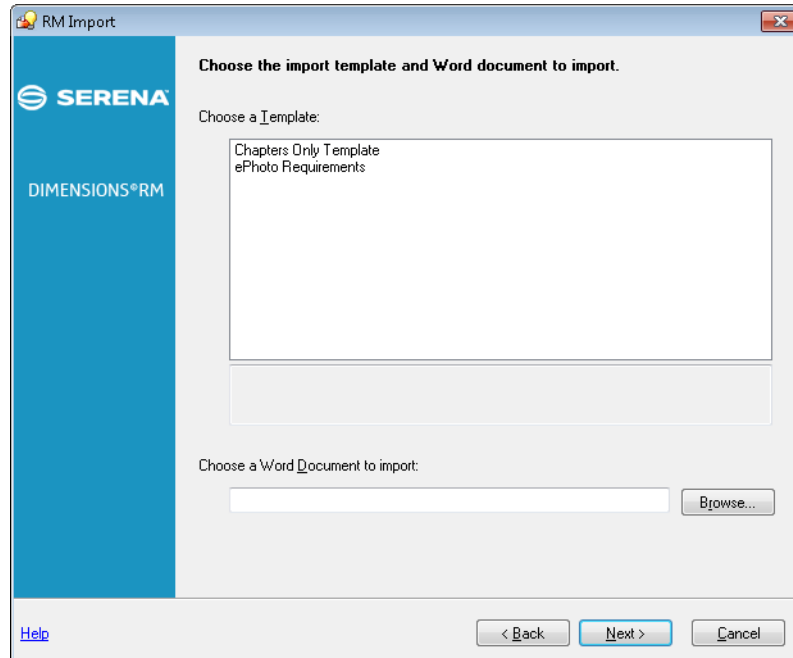 RM Import
Choose the import template and Word document to import.
SERENA
Choose a Template:
Chapters Only Template
ePhoto Requirements
DIMENSIONS®RM
Choose a Word Document to import:
Browse...
Help
< Back
Next >
Cancel